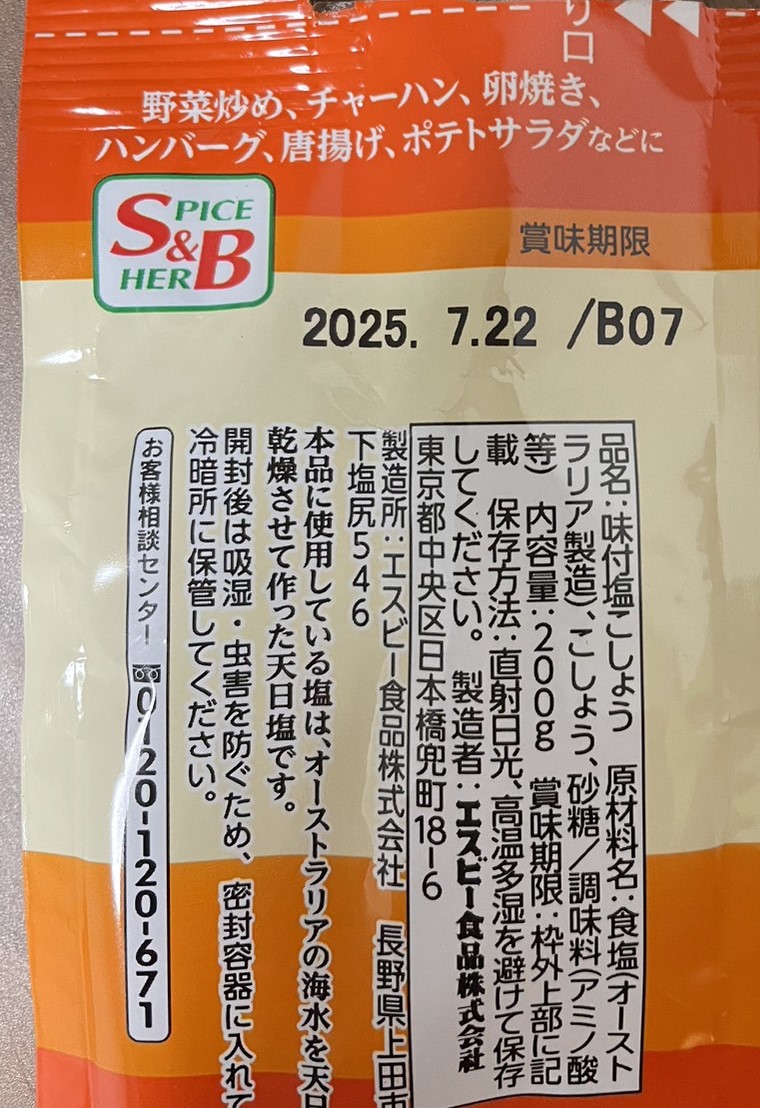 り口
野菜炒め、チャーハン、卵焼き、
ハンバーグ、唐揚げ、ポテトサラダなどに
SPICE
&
HERB
賞味期限
2025. 7.22 /B07
品名：味付塩こしょう 原材料名：食塩(オースト
ラリア製造)、こしょう、砂糖／調味料(アミノ酸
等) 内容量：200g 賞味期限：枠外上部に記
載 保存方法：直射日光、高温多湿を避けて保存
してください。 製造者：エスビー食品株式会社
東京都中央区日本橋兜町18-6
製造所：エスビー食品株式会社 長野県上田市
下塩尻546
本品に使用している塩は、オーストラリアの海水を天日
乾燥させて作った天日塩です。
開封後は吸湿・虫害を防ぐため、密封容器に入れて
冷暗所に保管してください。
お客様相談センター 0120-120-671